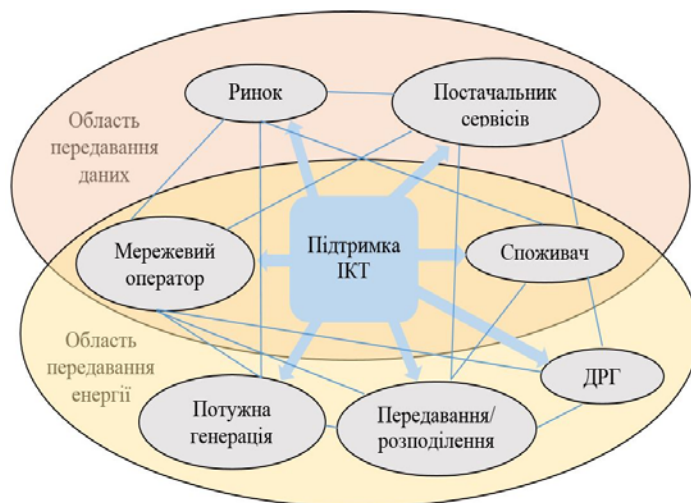 Ринок
Постачальник
сервісів
Область
передавання
даних
Мережевий
оператор
Підтримка
ІКТ
Споживач
Область
передавання
енергії
ДРГ
Потужна
генерація
Передавання/
розподілення